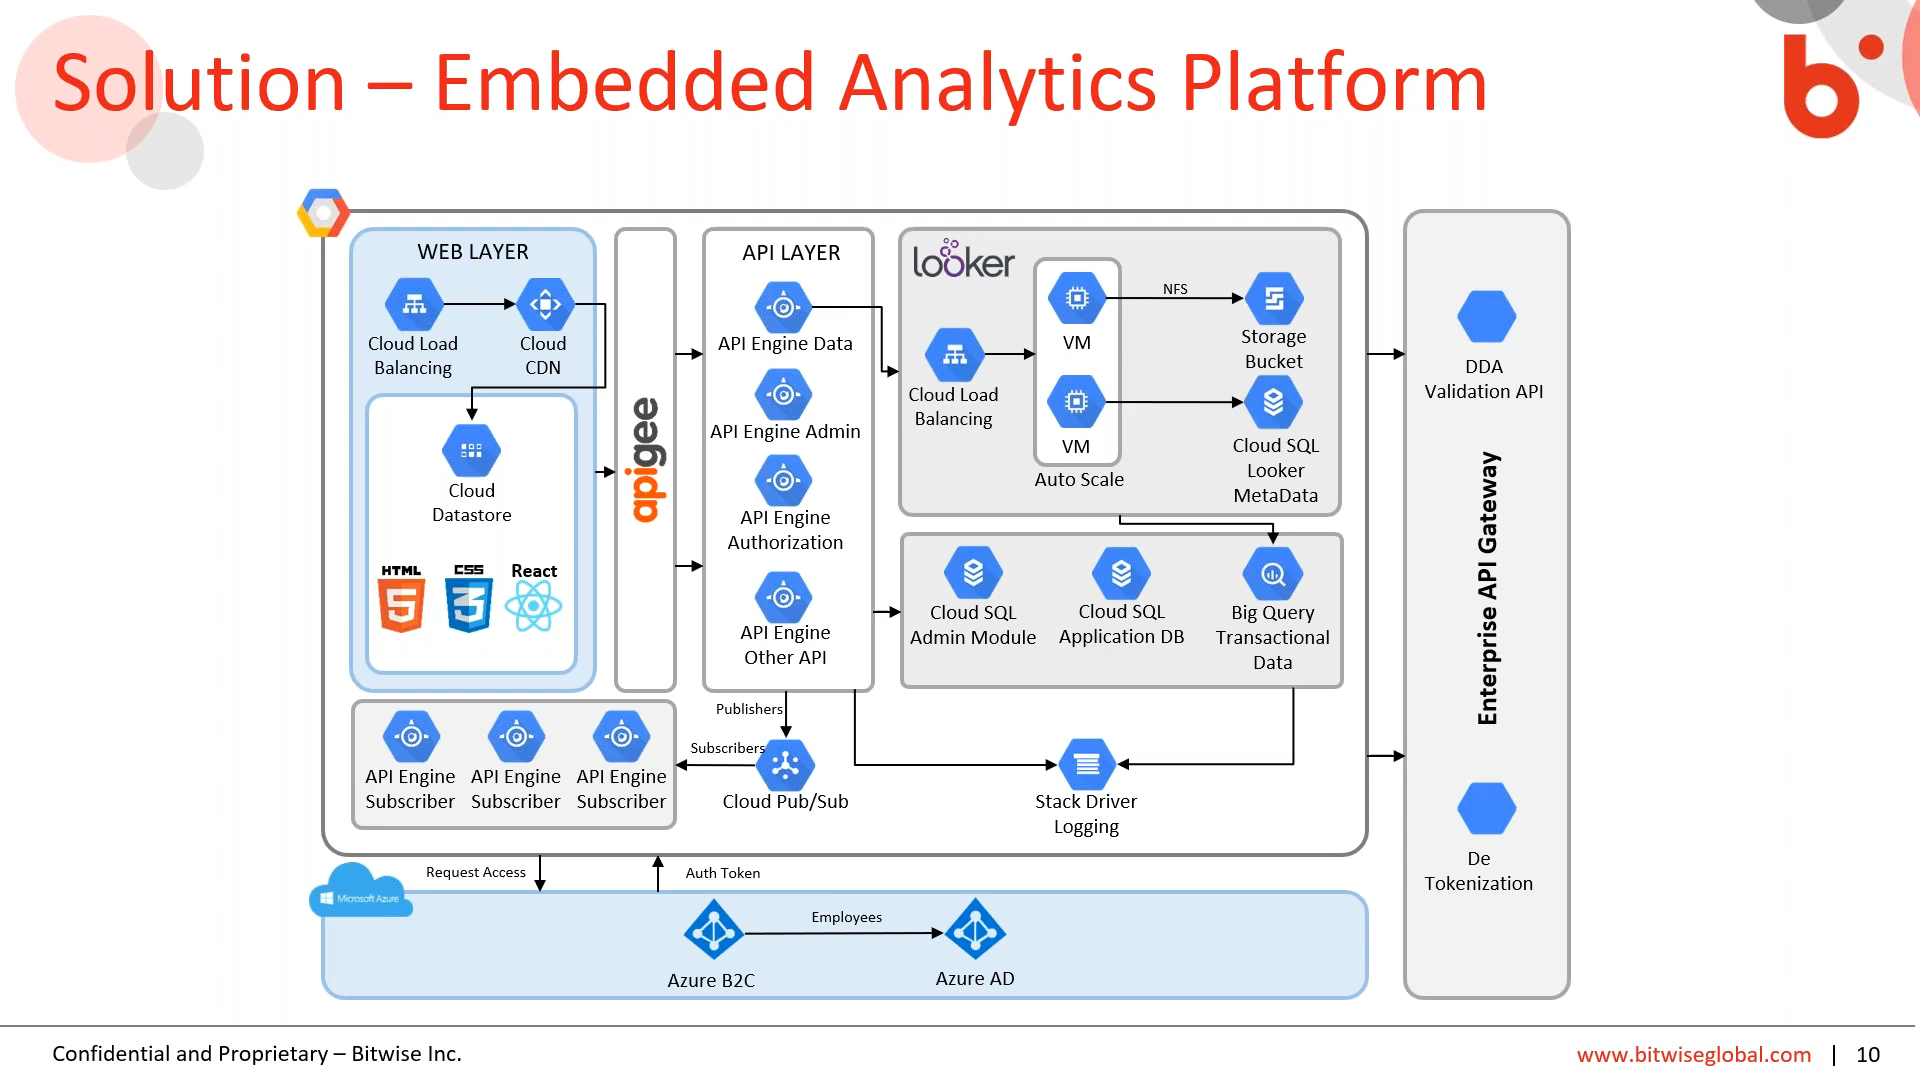 Solution – Embedded Analytics Platform
WEB LAYER
Cloud Load
Balancing
Cloud
CDN
Cloud
Datastore
HTML
5
CSS
3
React
apigee
API LAYER
API Engine Data
API Engine Admin
API Engine
Authorization
API Engine
Other API
looker
Cloud Load
Balancing
VM
VM
Auto Scale
NFS
Storage
Bucket
Cloud SQL
Looker
MetaData
Cloud SQL
Admin Module
Cloud SQL
Application DB
Big Query
Transactional
Data
API Engine
Subscriber
API Engine
Subscriber
API Engine
Subscriber
Publishers
Subscribers
Cloud Pub/Sub
Stack Driver
Logging
DDA
Validation API
Enterprise API Gateway
De
Tokenization
Request Access
Auth Token
Microsoft Azure
Azure B2C
Employees
Azure AD
Confidential and Proprietary – Bitwise Inc.
www.bitwiseglobal.com | 10
b